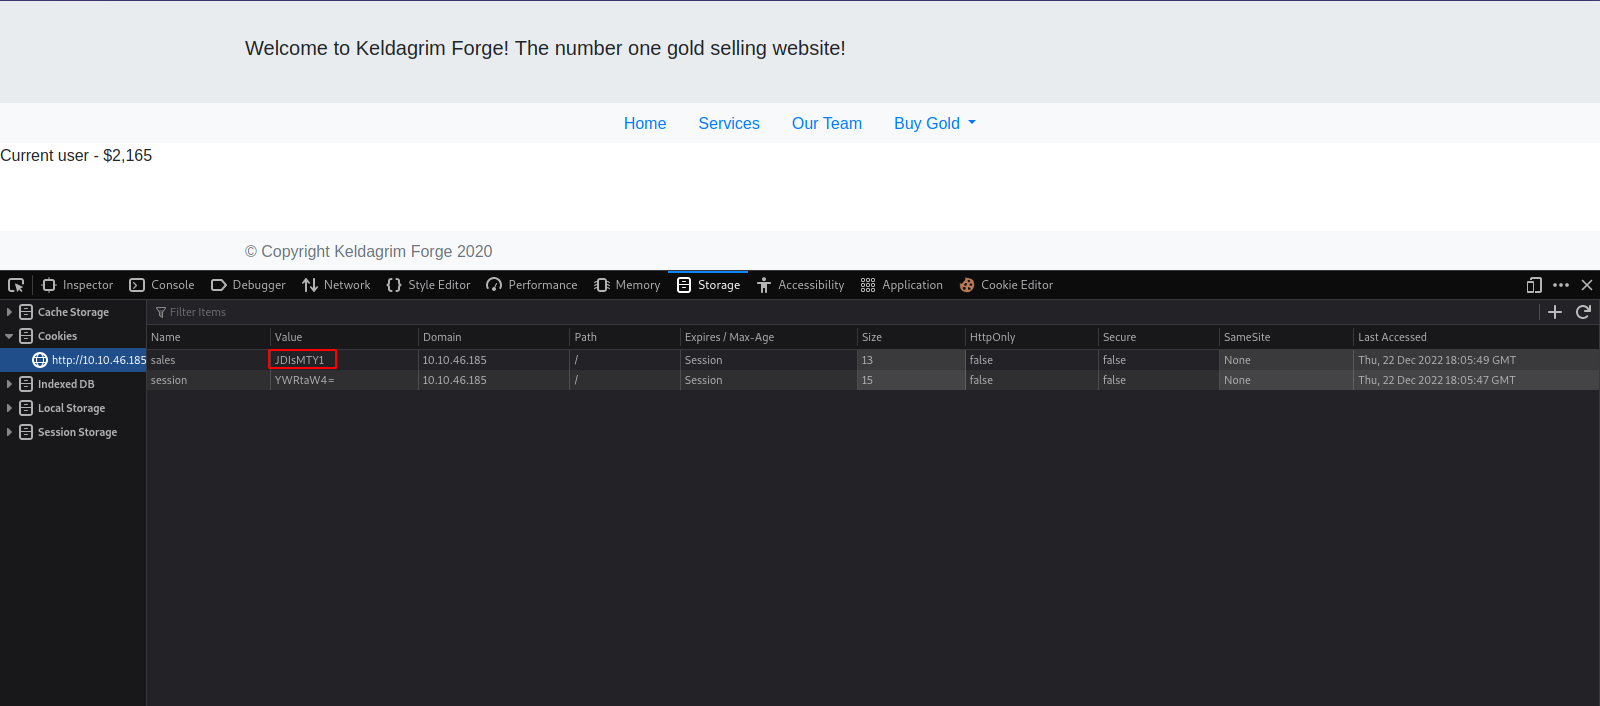 Welcome to Keldagrim Forge! The number one gold selling website!
Home Services Our Team Buy Gold
Current user - $2,165
© Copyright Keldagrim Forge 2020
Inspector Console Debugger Network Style Editor Performance Memory Storage Accessibility Application Cookie Editor
Cache Storage
Cookies
http://10.10.46.185
Indexed DB
Local Storage
Session Storage
Filter Items
Name Value Domain Path Expires / Max-Age Size HttpOnly Secure SameSite Last Accessed
sales JDIsMTY1 10.10.46.185 / Session 13 false false None Thu, 22 Dec 2022 18:05:49 GMT
session YWRtaW4= 10.10.46.185 / Session 15 false false None Thu, 22 Dec 2022 18:05:47 GMT